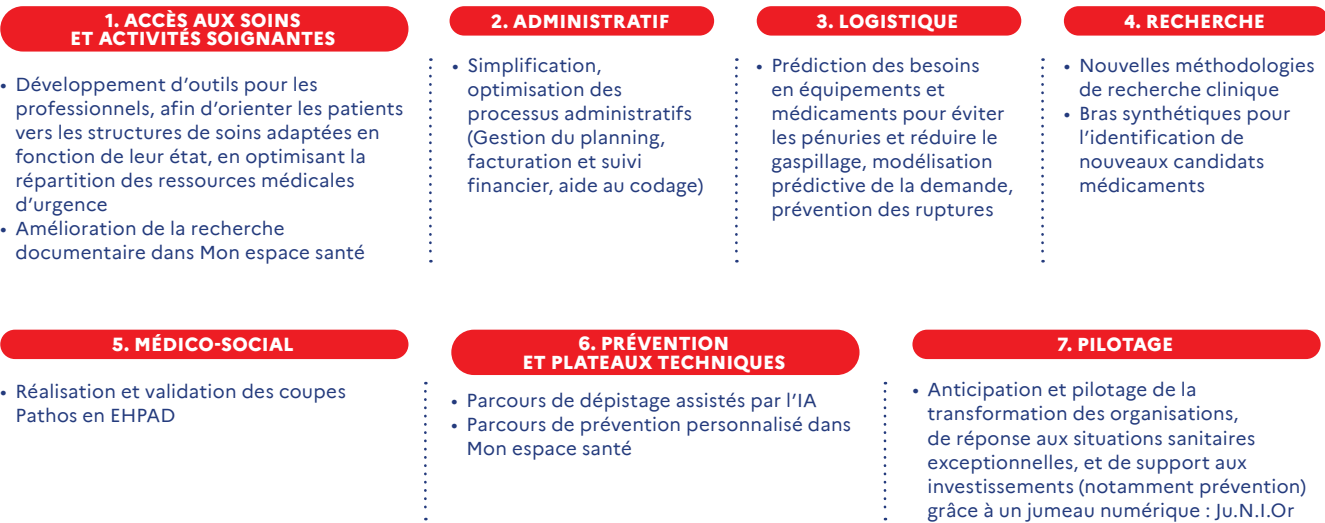 1. ACCÈS AUX SOINS
ET ACTIVITÉS SOIGNANTES
• Développement d'outils pour les
professionnels, afin d'orienter les patients
vers les structures de soins adaptées en
fonction de leur état, en optimisant la
répartition des ressources médicales
d'urgence
• Amélioration de la recherche
documentaire dans Mon espace santé
2. ADMINISTRATIF
• Simplification,
optimisation des
processus administratifs
(Gestion du planning,
facturation et suivi
financier, aide au codage)
3. LOGISTIQUE
• Prédiction des besoins
en équipements et
médicaments pour éviter
les pénuries et réduire le
gaspillage, modélisation
prédictive de la demande,
prévention des ruptures
4. RECHERCHE
• Nouvelles méthodologies
de recherche clinique
• Bras synthétiques pour
l'identification de
nouveaux candidats
médicaments
5. MÉDICO-SOCIAL
• Réalisation et validation des coupes
Pathos en EHPAD
6. PRÉVENTION
ET PLATEAUX TECHNIQUES
• Parcours de dépistage assistés par l'IA
• Parcours de prévention personnalisé dans
Mon espace santé
7. PILOTAGE
• Anticipation et pilotage de la
transformation des organisations,
de réponse aux situations sanitaires
exceptionnelles, et de support aux
investissements (notamment prévention)
grâce à un jumeau numérique : Ju.N.I.Or